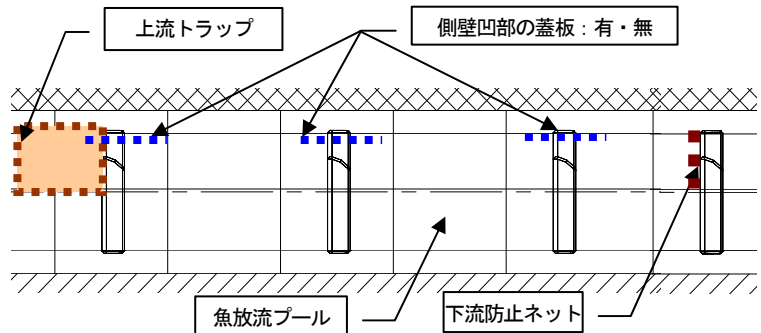 上流トラップ
側壁凹部の蓋板：有・無
魚放流プール
下流防止ネット